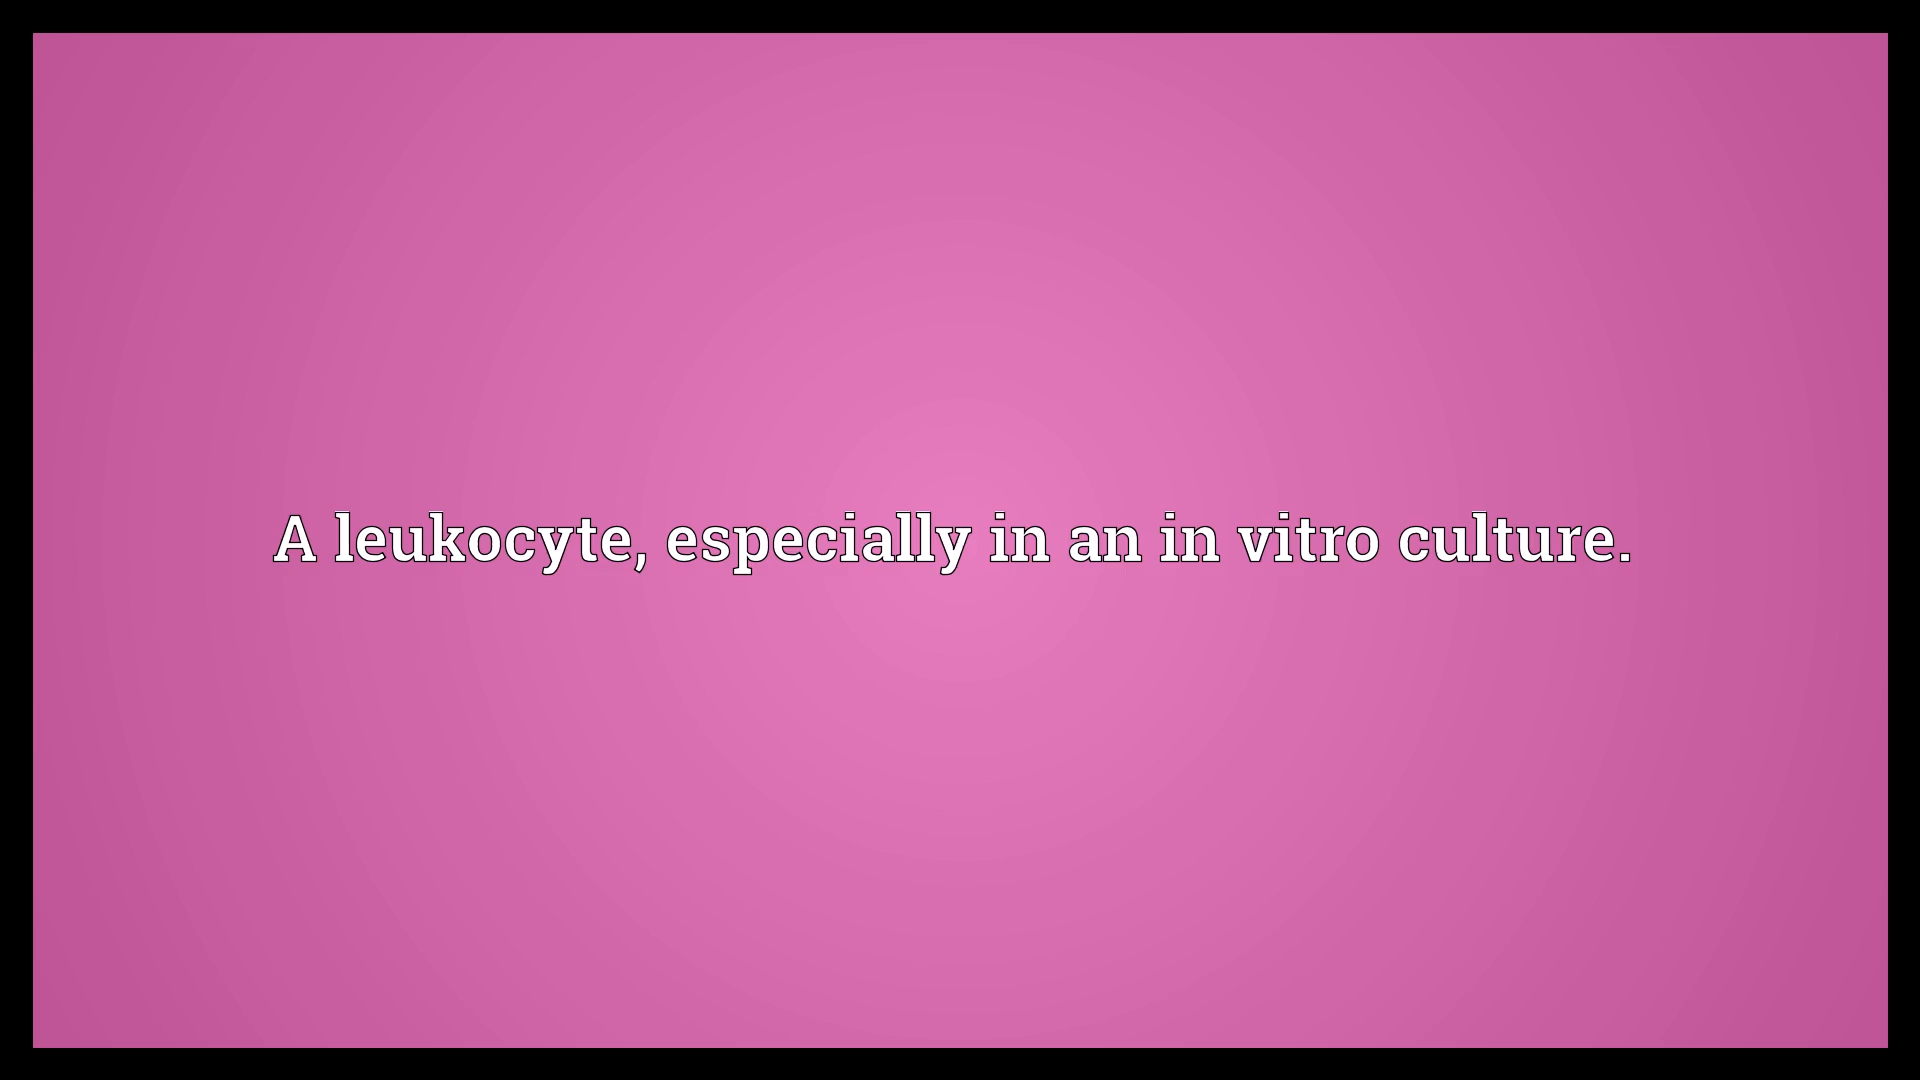 A leukocyte, especially in an in vitro culture.